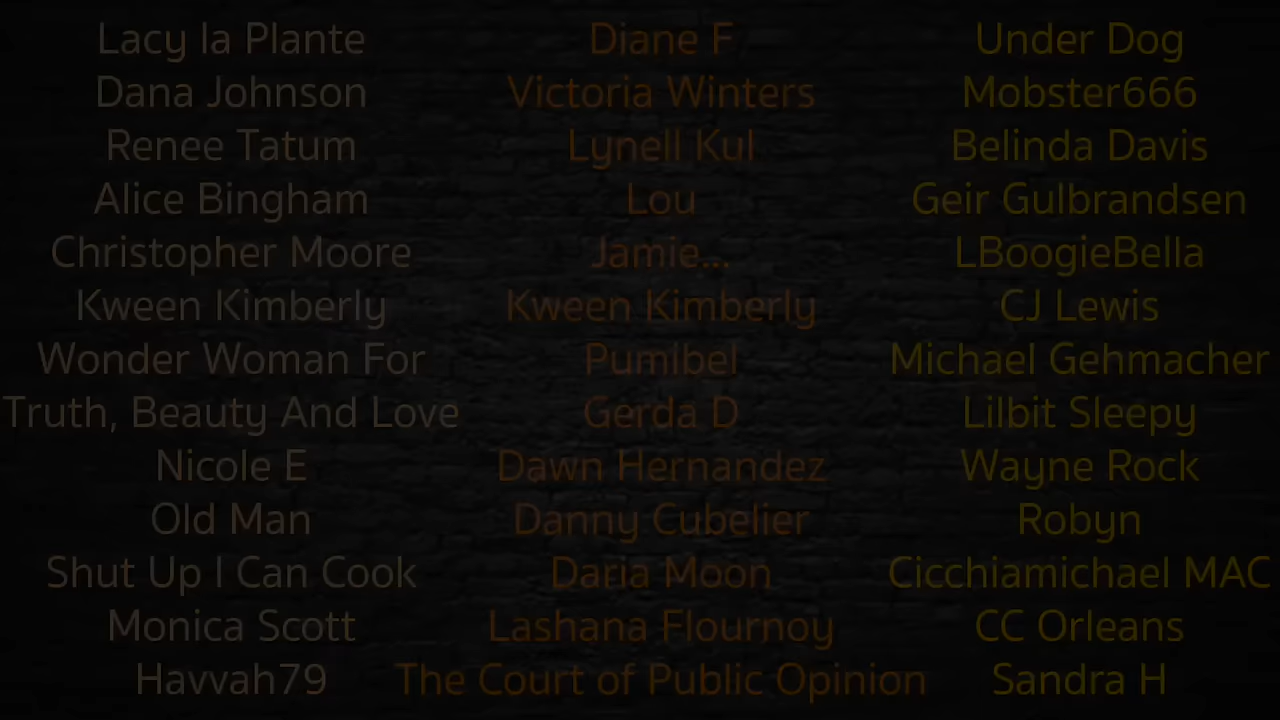 Lacy la Plante
Dana Johnson
Renee Tatum
Alice Bingham
Christopher Moore
Kween Kimberly
Wonder Woman For
Truth, Beauty And Love
Nicole E
Old Man
Shut Up I Can Cook
Monica Scott
Havvah79
Diane F
Victoria Winters
Lynell Kul
Lou
Jamie...
Kween Kimberly
Pumlbel
Gerda D
Dawn Hernandez
Danny Cubelier
Daria Moon
Lashana Flournoy
The Court of Public Opinion
Under Dog
Mobster666
Belinda Davis
Geir Gulbrandsen
LBoogieBella
CJ Lewis
Michael Gehmacher
Lilbit Sleepy
Wayne Rock
Robyn
Cicchiamichael MAC
CC Orleans
Sandra H